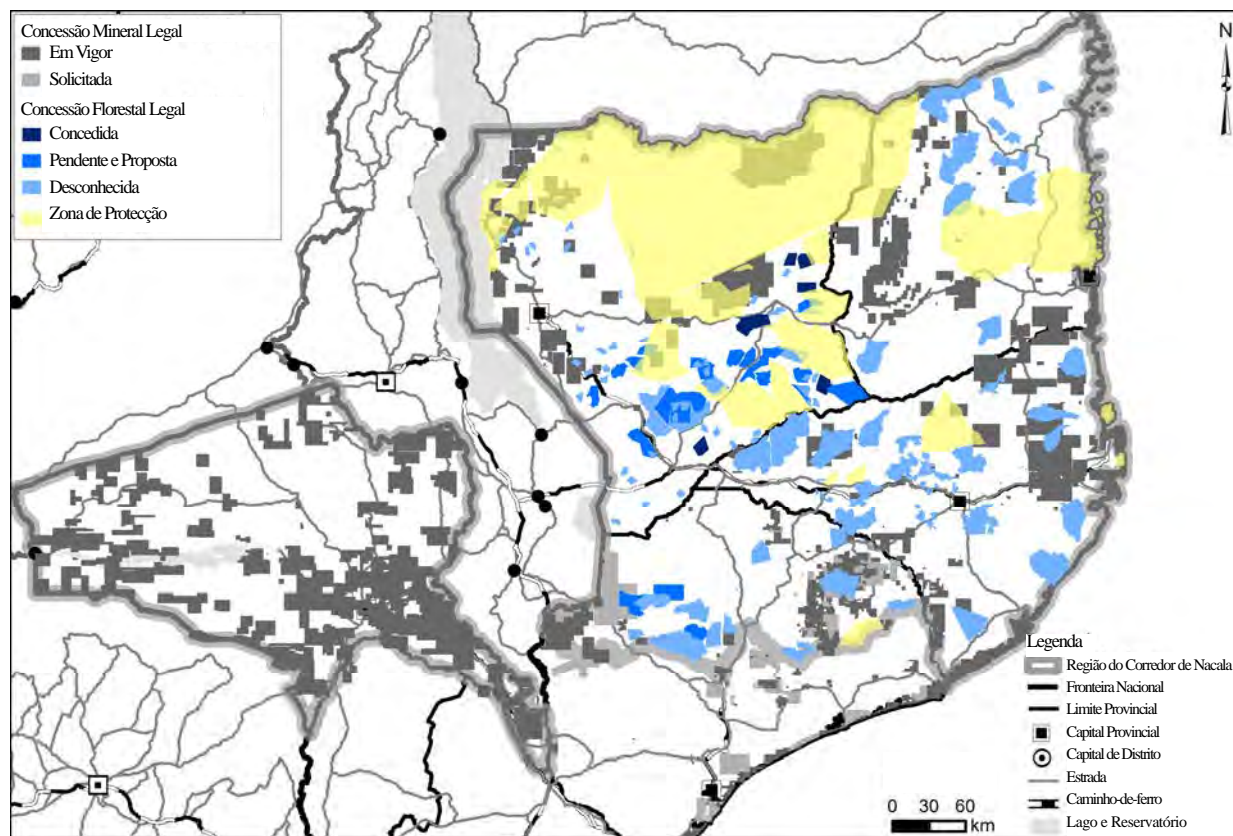 Concessão Mineral Legal
Em Vigor
Solicitada
Concessão Florestal Legal
Concedida
Pendente e Proposta
Desconhecida
Zona de Protecção
N
Legenda
Região do Corredor de Nacala
Fronteira Nacional
Limite Provincial
Capital Provincial
Capital de Distrito
Estrada
Caminho-de-ferro
Lago e Reservatório
0 30 60
km